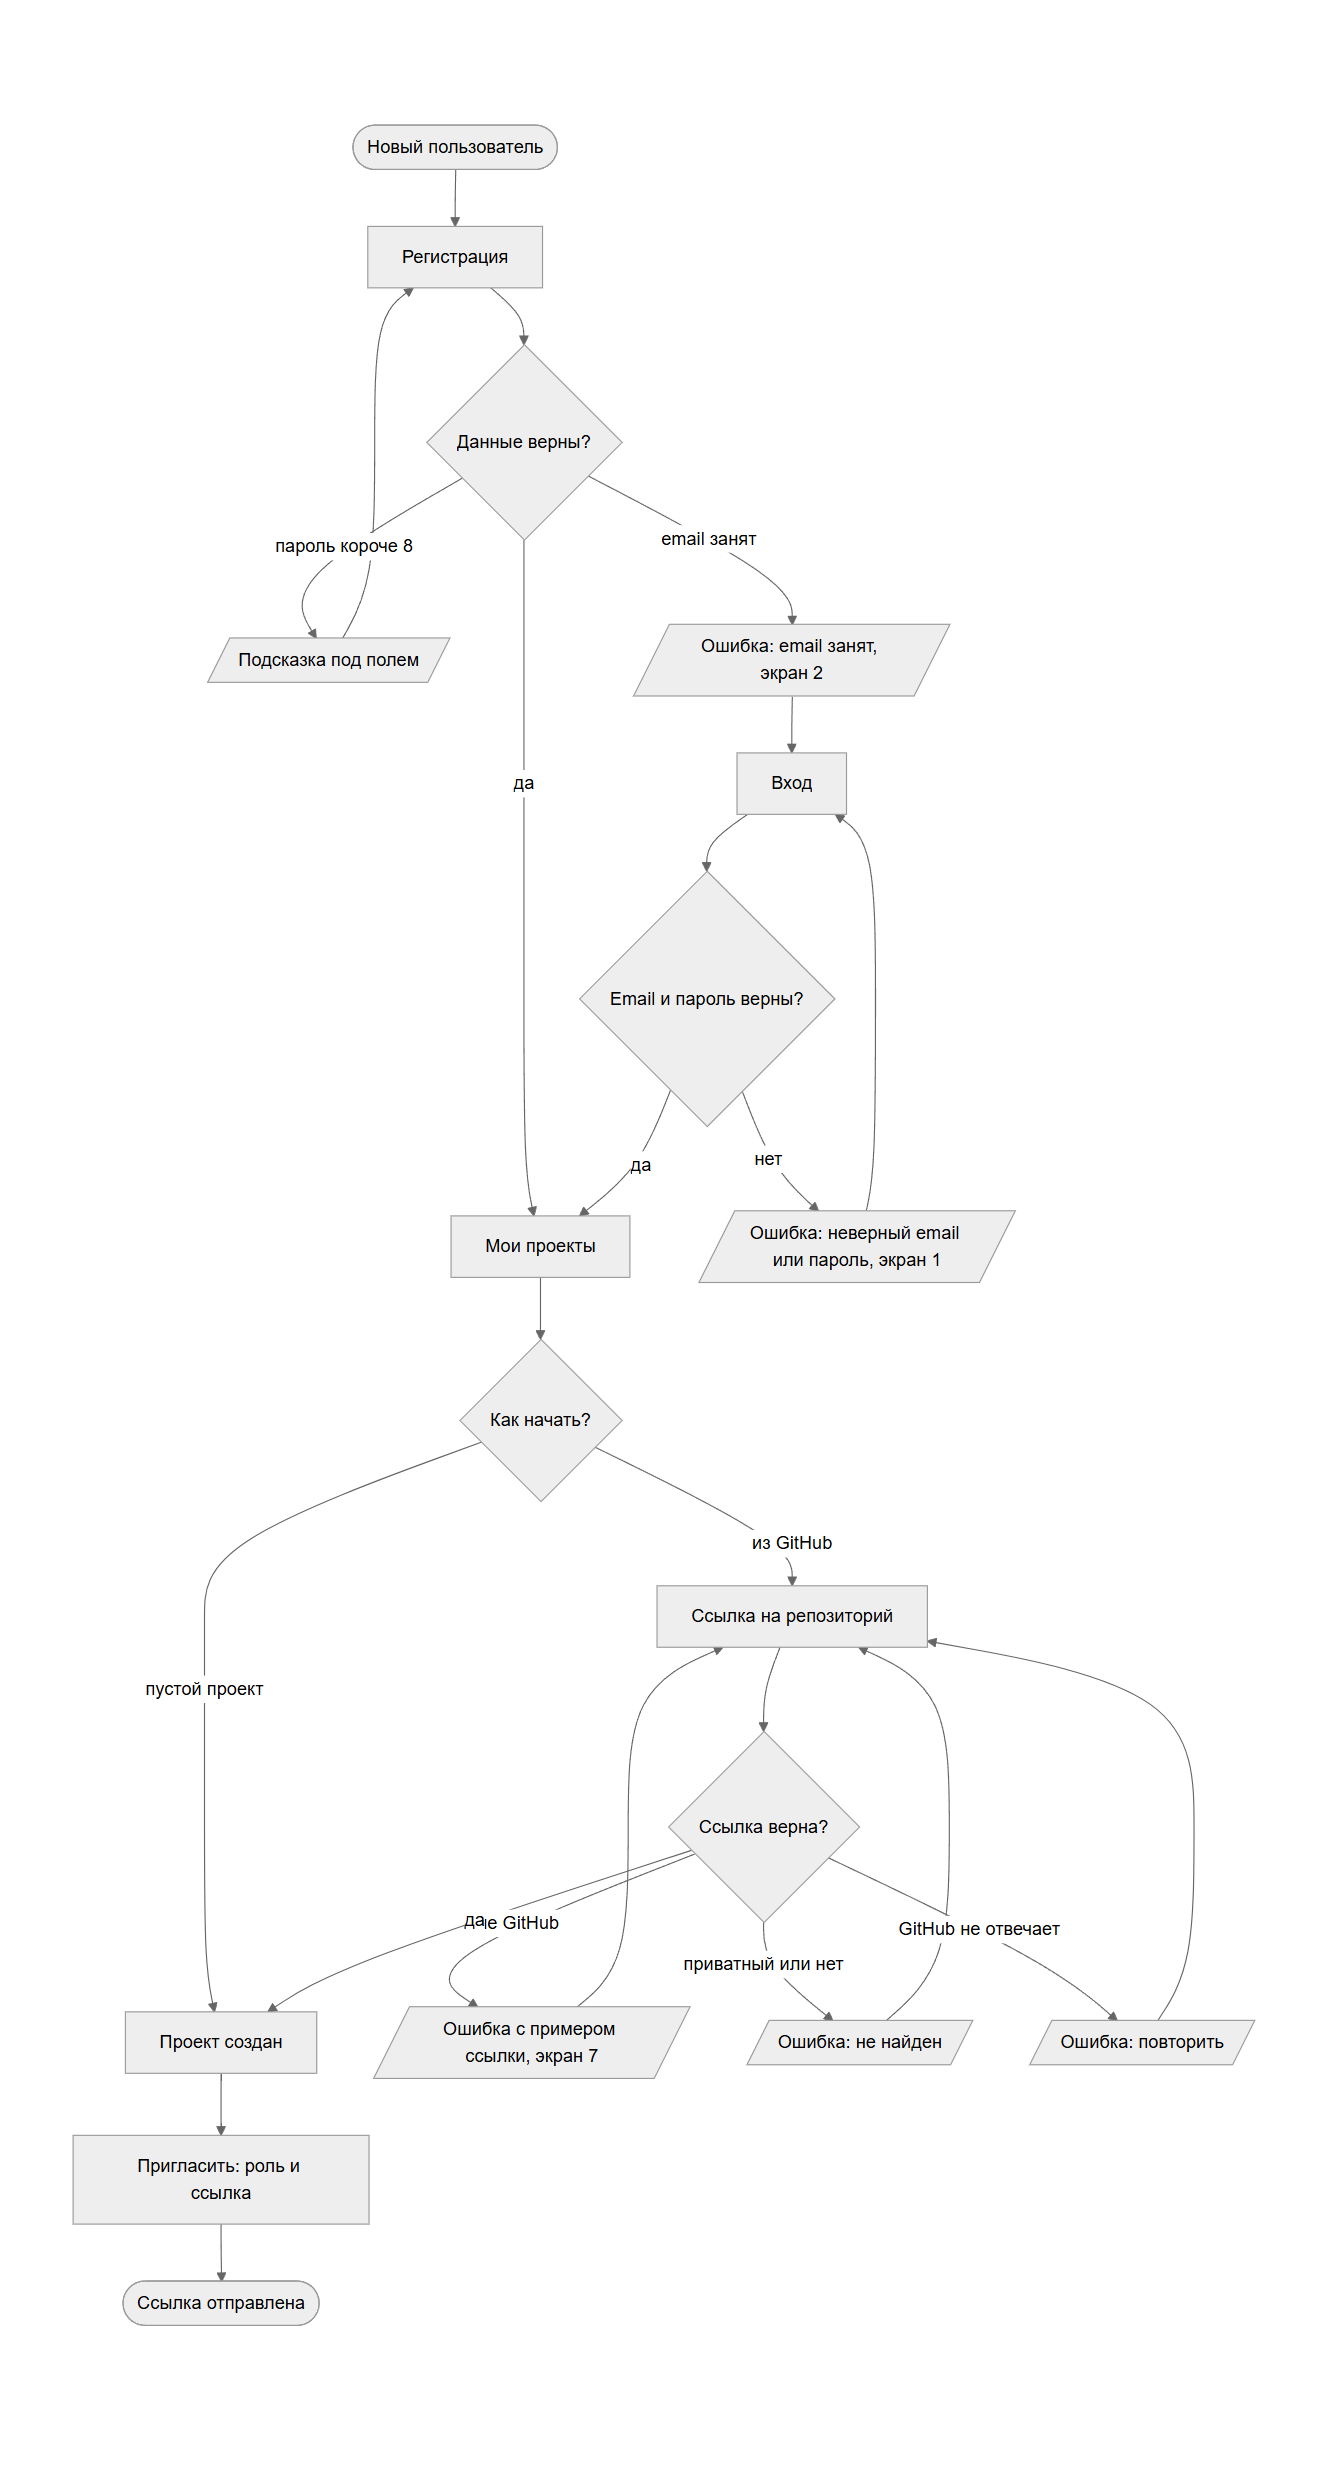 Новый пользователь
Регистрация
Данные верны?
пароль короче 8
email занят
Подсказка под полем
Ошибка: email занят,
экран 2
да
Вход
Email и пароль верны?
да
нет
Мои проекты
Ошибка: неверный email
или пароль, экран 1
Как начать?
из GitHub
Ссылка на репозиторий
пустой проект
Ссылка верна?
да
GitHub
GitHub не отвечает
приватный или нет
Ошибка с примером
ссылки, экран 7
Проект создан
Ошибка: не найден
Ошибка: повторить
Пригласить: роль и
ссылка
Ссылка отправлена